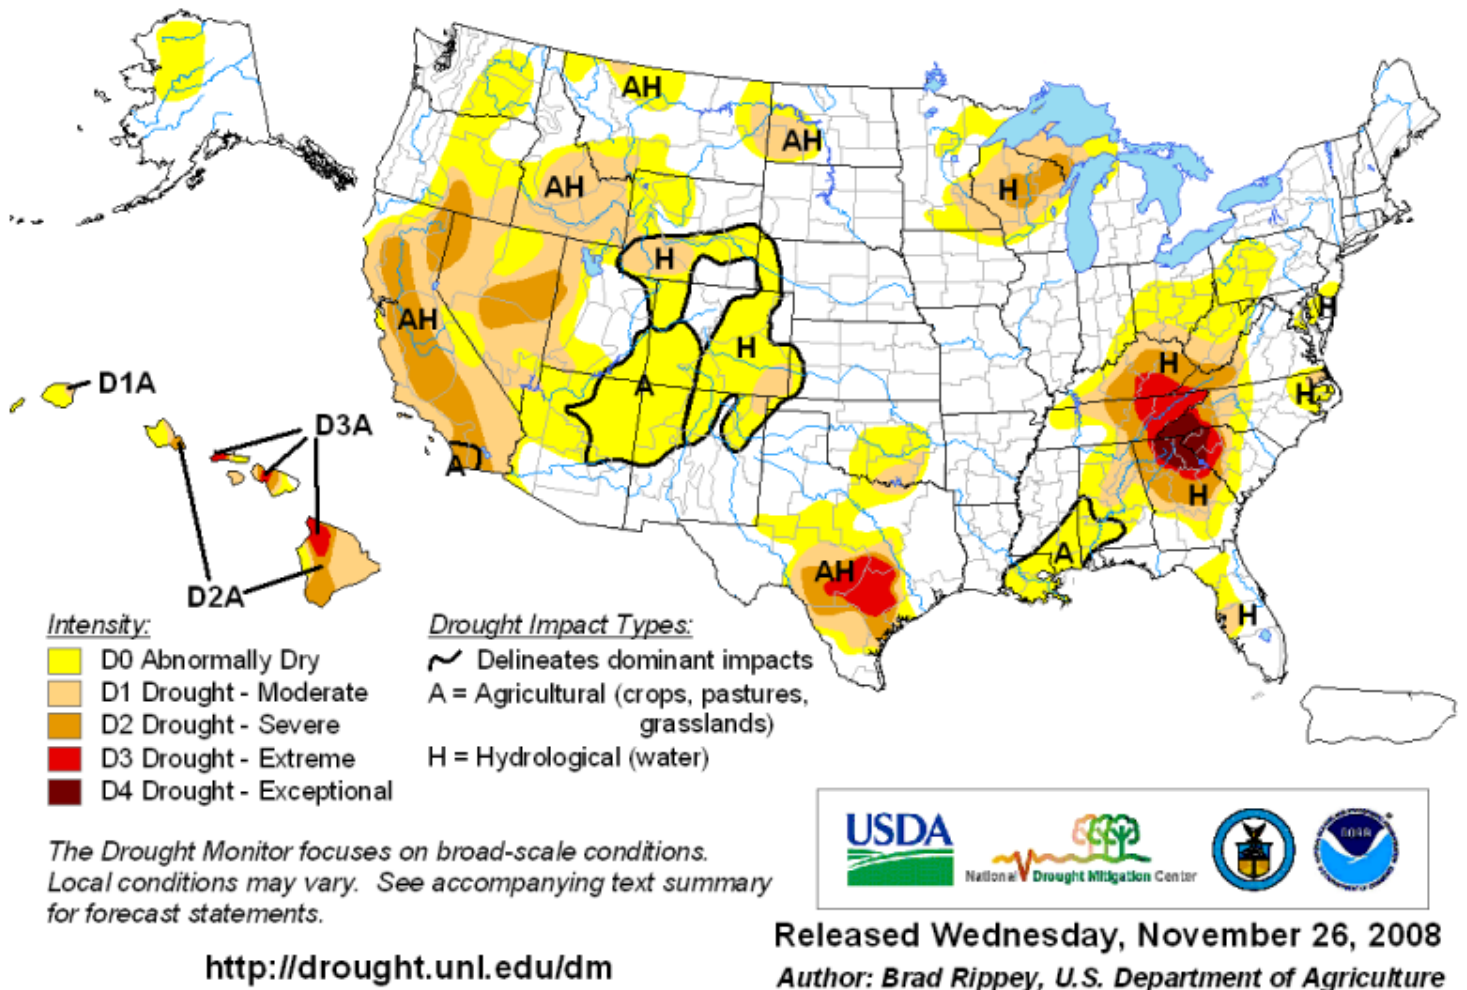 AH
AH
AH
H
H
AH
H
A
H
H
H
A
H
AH
A
H
D1A
D3A
D2A
Intensity:
D0 Abnormally Dry
D1 Drought - Moderate
D2 Drought - Severe
D3 Drought - Extreme
D4 Drought - Exceptional
Drought Impact Types:
Delineates dominant impacts
A = Agricultural (crops, pastures,
grasslands)
H = Hydrological (water)
The Drought Monitor focuses on broad-scale conditions.
Local conditions may vary. See accompanying text summary
for forecast statements.
http://drought.unl.edu/dm
USDA
National Drought Mitigation Center
NOAA
Released Wednesday, November 26, 2008
Author: Brad Rippey, U.S. Department of Agriculture